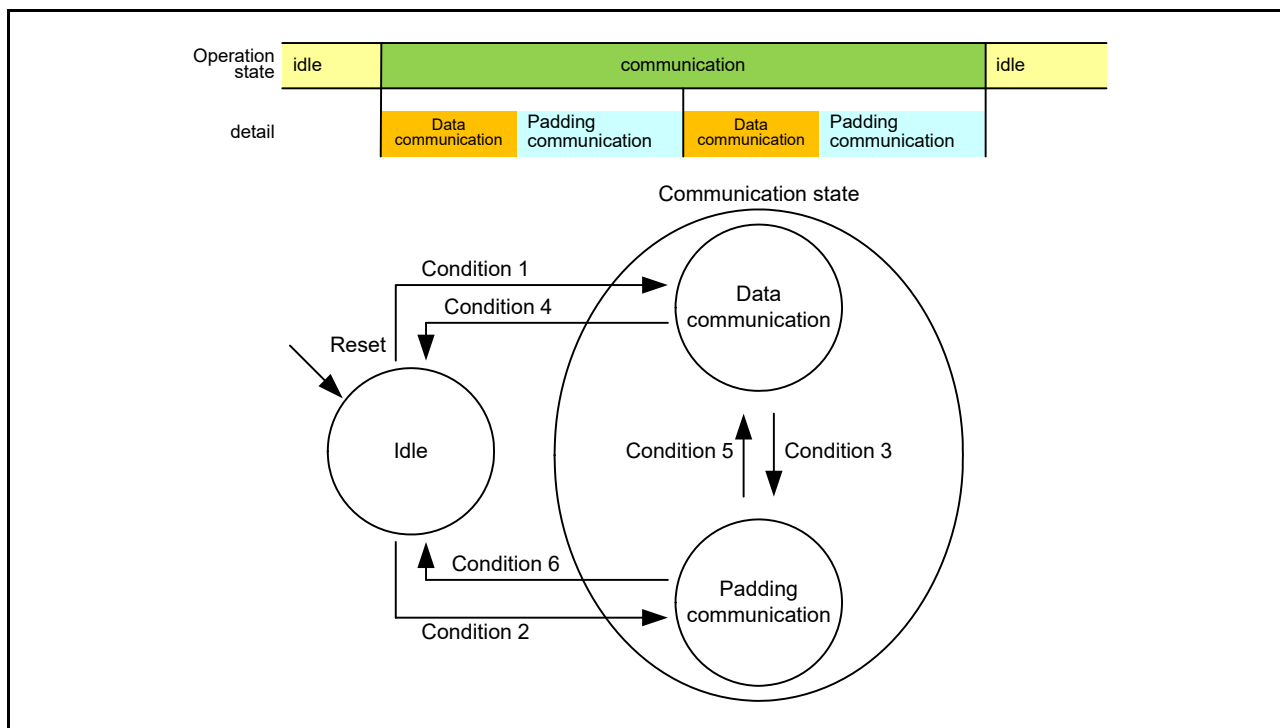 Operation
state
idle
communication
idle
detail
Data
communication
Padding
communication
Data
communication
Padding
communication
Communication state
Condition 1
Data
communication
Condition 4
Reset
Idle
Condition 5
Condition 3
Condition 6
Padding
communication
Condition 2